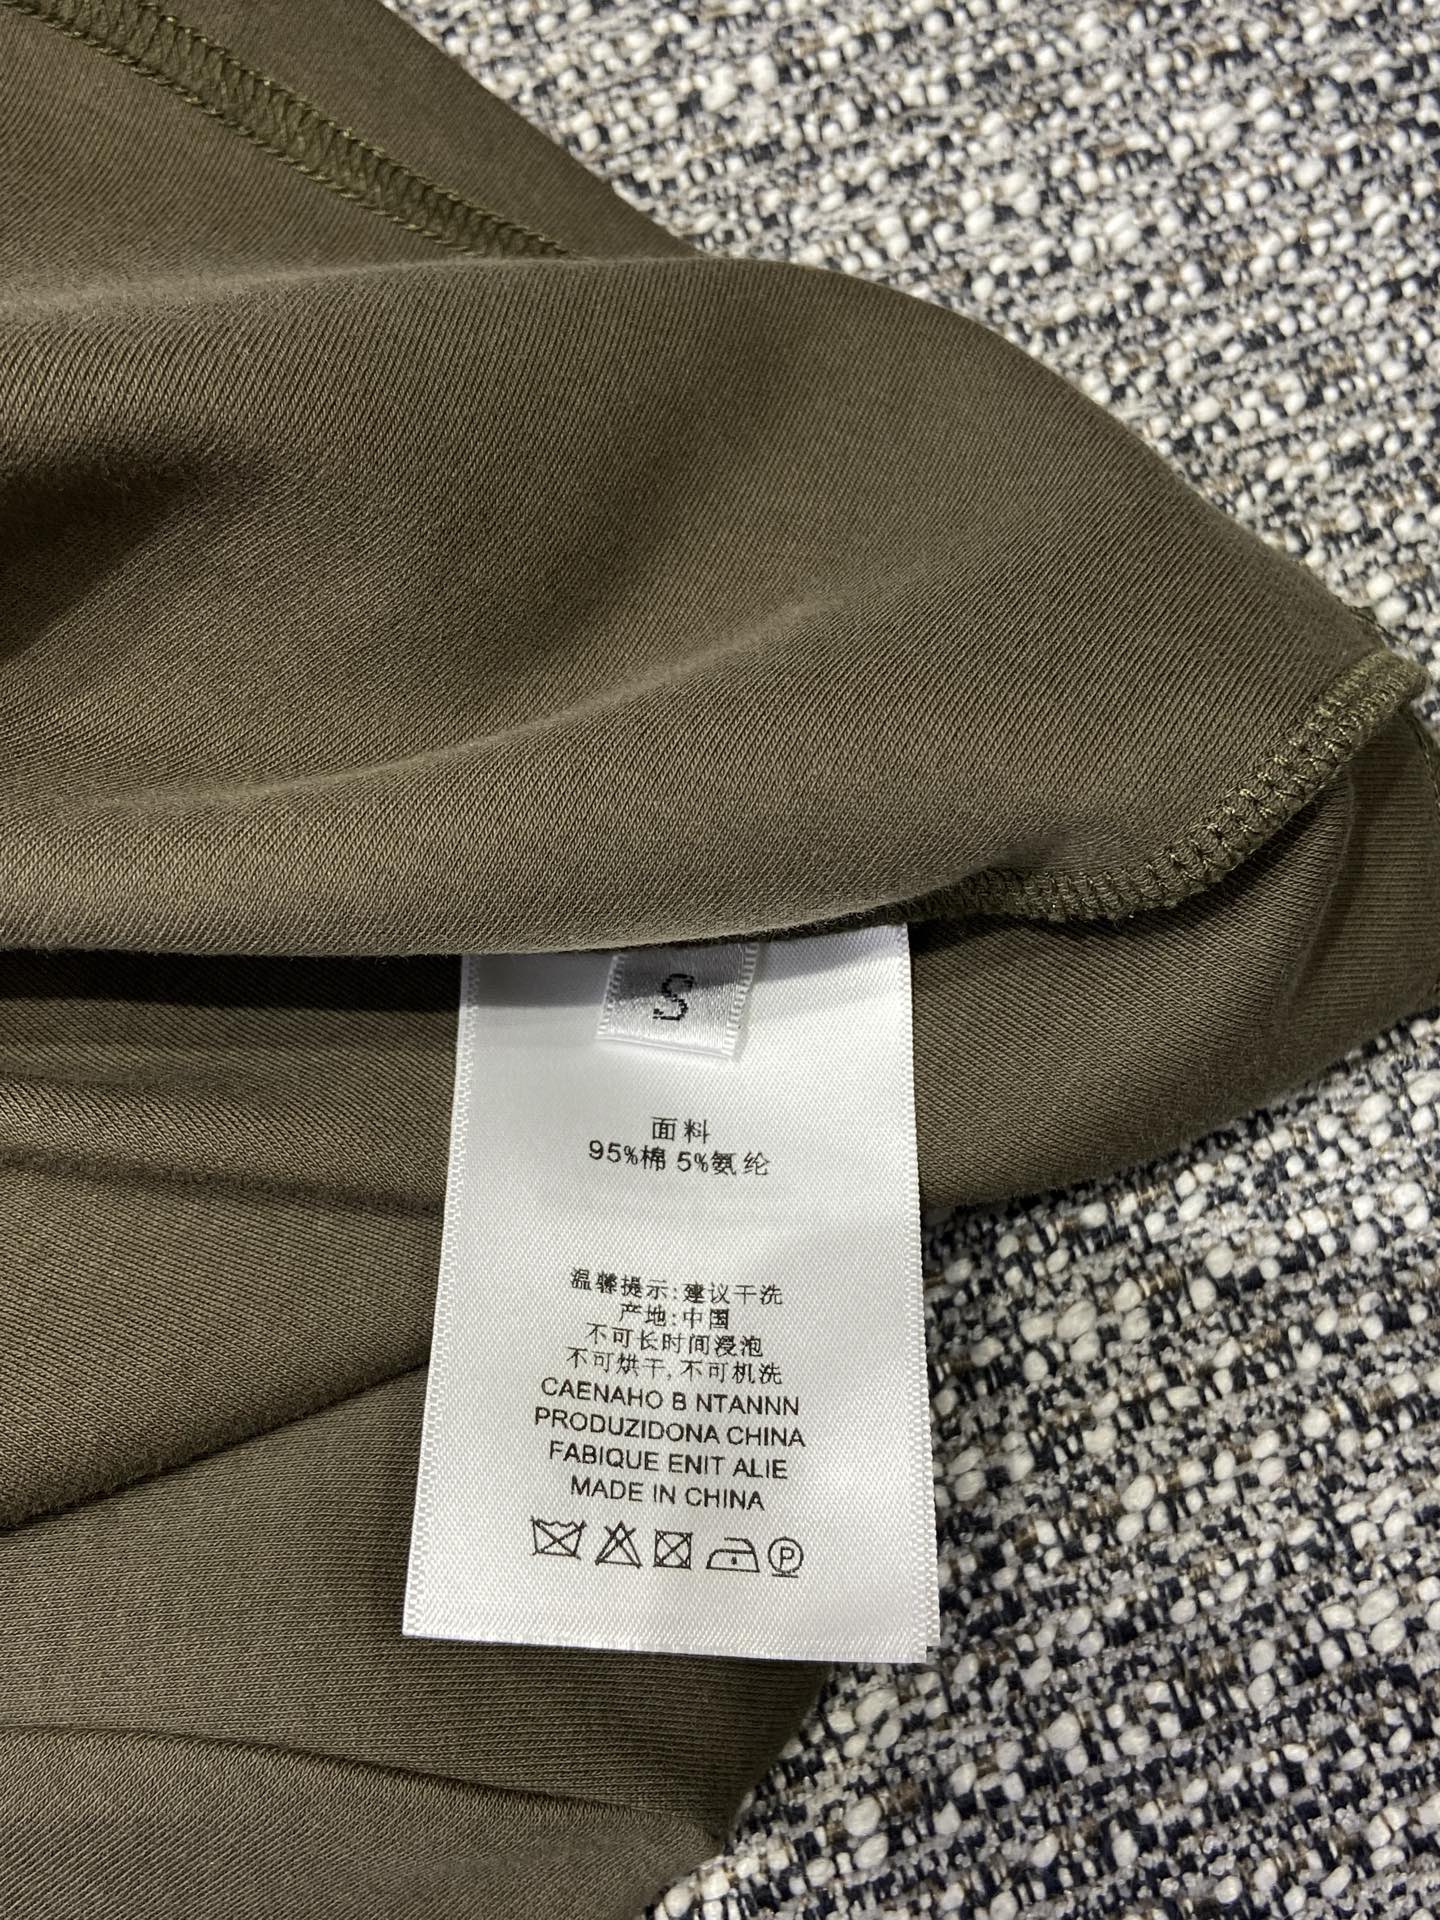 S
面料
95%棉 5%氨纶
温馨提示:建议干洗
产地:中国
不可长时间浸泡
不可烘干,不可机洗
CAENAHO B NTANNN
PRODUZIDONA CHINA
FABIQUE ENIT ALIE
MADE IN CHINA
P